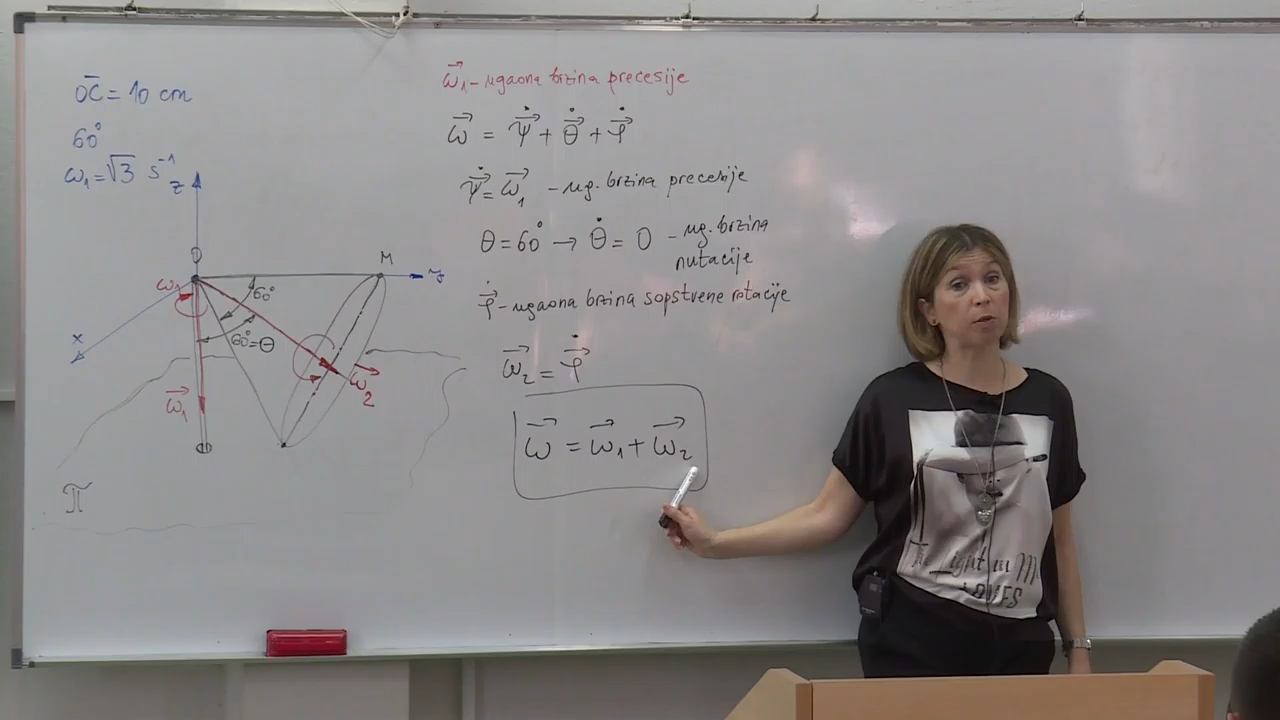 OC = 10 cm
60°
ω₁ = √3 s⁻¹
z
O
M
y
x
ω₁
60°
60° = θ
ω₁
ω₂
π
ω₁ - ugaona brzina precesije
ω = ψ̇ + θ̇ + φ̇
ψ̇ = ω₁ - ug. brzina precesije
θ = 60° → θ̇ = 0 - ug. brzina
nutacije
φ̇ - ugaona brzina sopstvene rotacije
ω₂ = φ̇
ω = ω₁ + ω₂